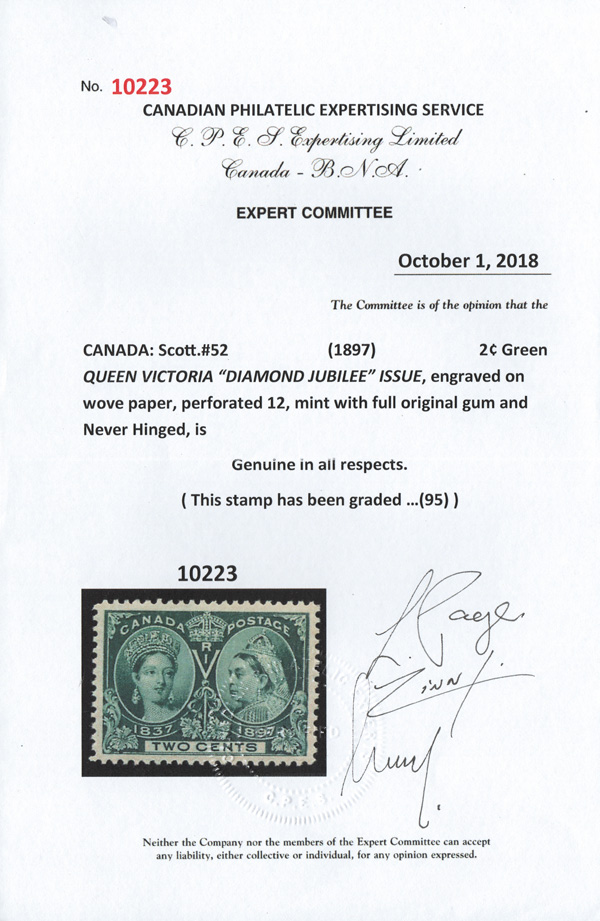 No. 10223
CANADIAN PHILATELIC EXPERTISING SERVICE
C. P. E. S. Expertising Limited
Canada - B.N.A.
EXPERT COMMITTEE
October 1, 2018
The Committee is of the opinion that the
CANADA: Scott.#52 (1897) 2¢ Green
QUEEN VICTORIA “DIAMOND JUBILEE” ISSUE, engraved on
wove paper, perforated 12, mint with full original gum and
Never Hinged, is
Genuine in all respects.
( This stamp has been graded ...(95) )
10223
CANADA POSTAGE
V R I
1837 1897
TWO CENTS
C.P.E.S.
Neither the Company nor the members of the Expert Committee can accept
any liability, either collective or individual, for any opinion expressed.